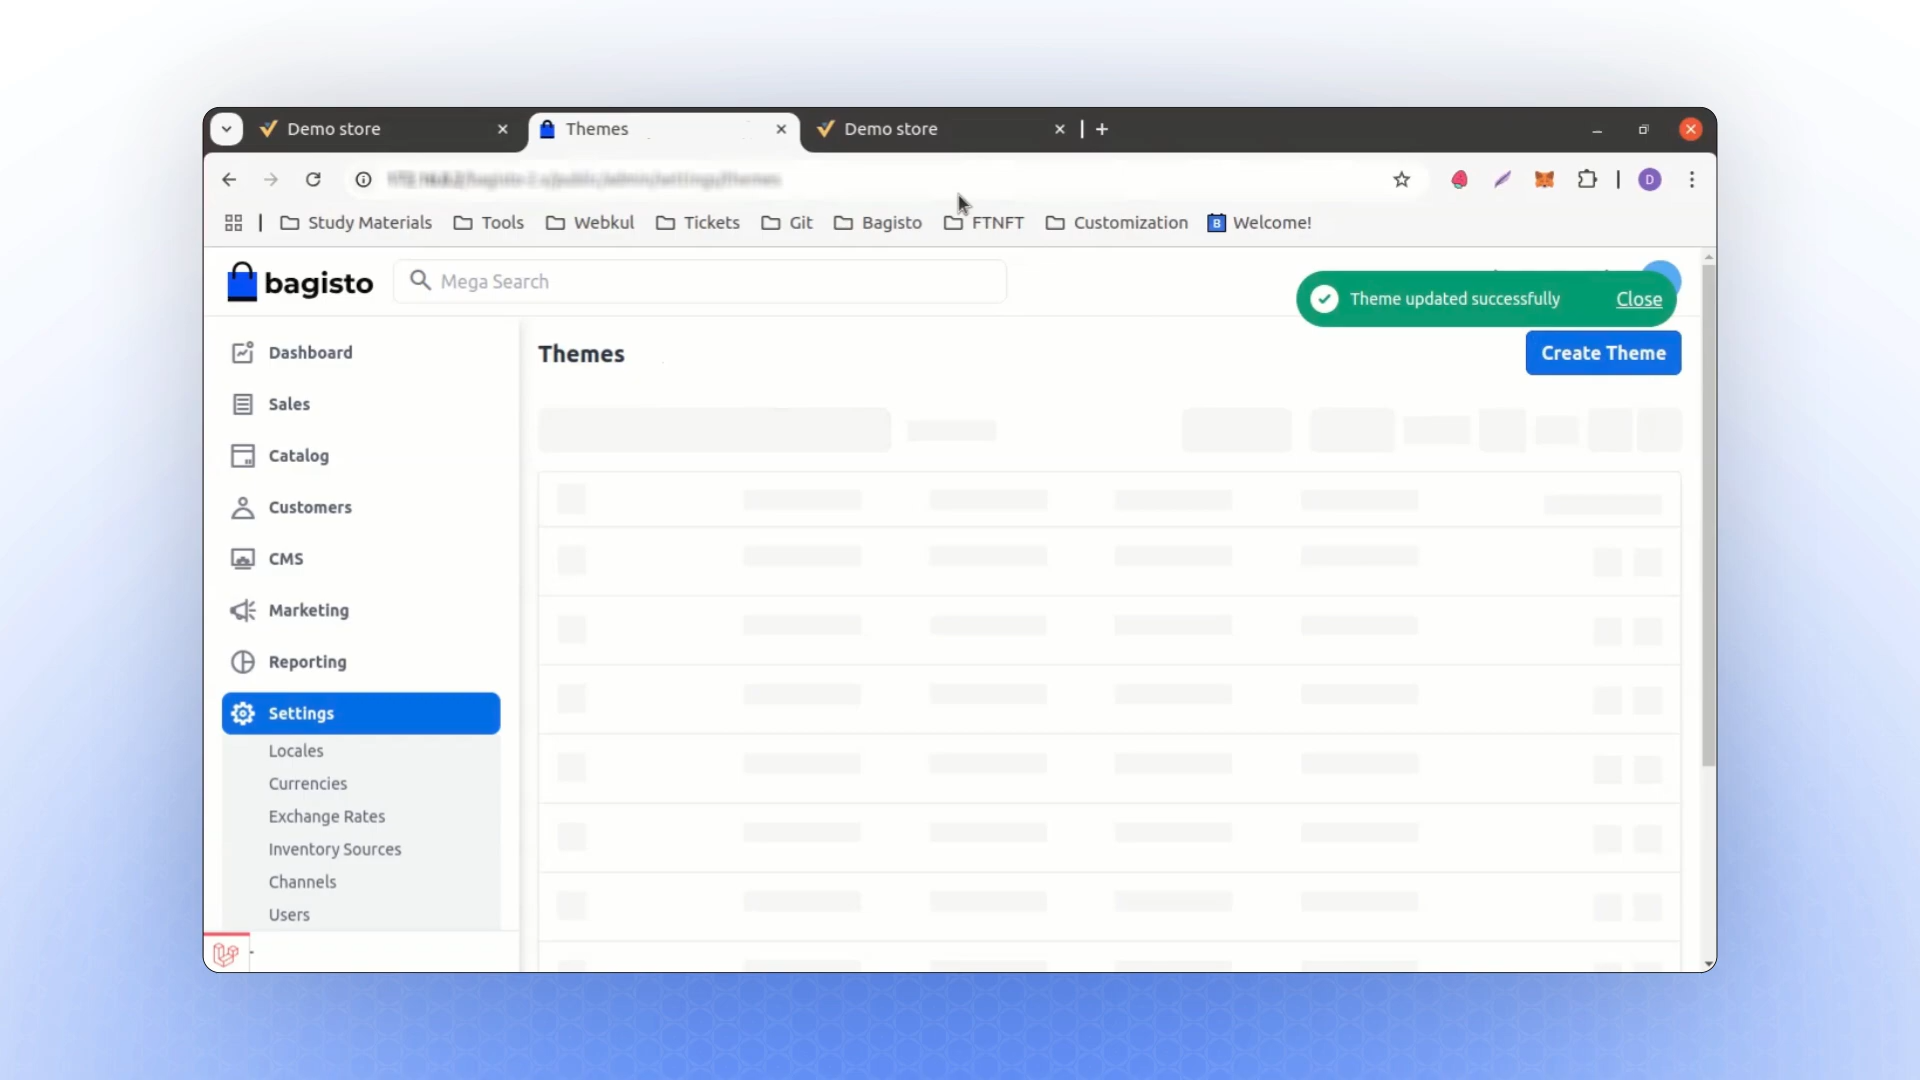 Demo store
Themes
Demo store
Study Materials
Tools
Webkul
Tickets
Git
Bagisto
FTNFT
Customization
B Welcome!
D
bagisto
Mega Search
Theme updated successfully Close
Themes
Create Theme
Dashboard
Sales
Catalog
Customers
CMS
Marketing
Reporting
Settings
Locales
Currencies
Exchange Rates
Inventory Sources
Channels
Users